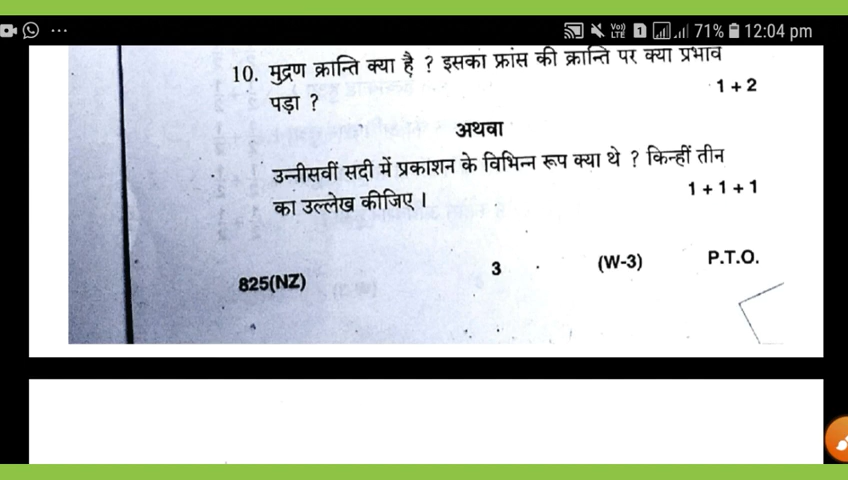 71% 12:04 pm
10. मुद्रण क्रान्ति क्या है ? इसका फ्रांस की क्रान्ति पर क्या प्रभाव
पड़ा ?
1 + 2
अथवा
उन्नीसवीं सदी में प्रकाशन के विभिन्न रूप क्या थे ? किन्हीं तीन
का उल्लेख कीजिए ।
1 + 1 + 1
825(NZ) 3 (W-3) P.T.O.